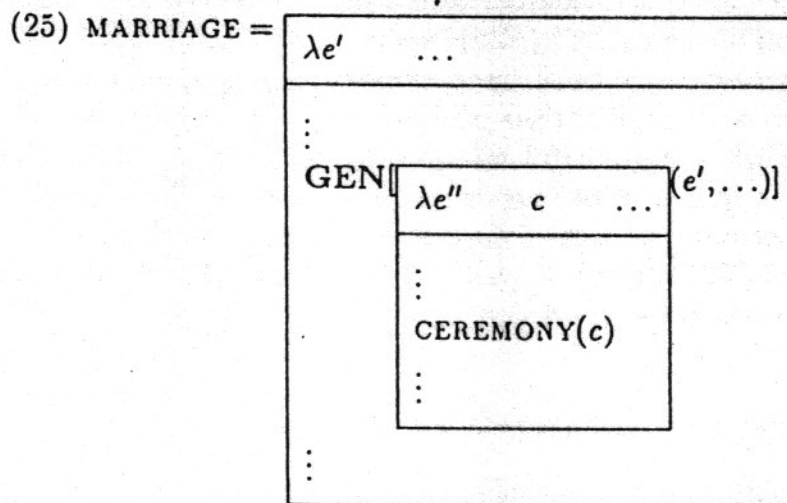 (25) MARRIAGE =
λe′ ...
⋮
GEN[
(e′,...)]
λe″ c ...
⋮
CEREMONY(c)
⋮
⋮